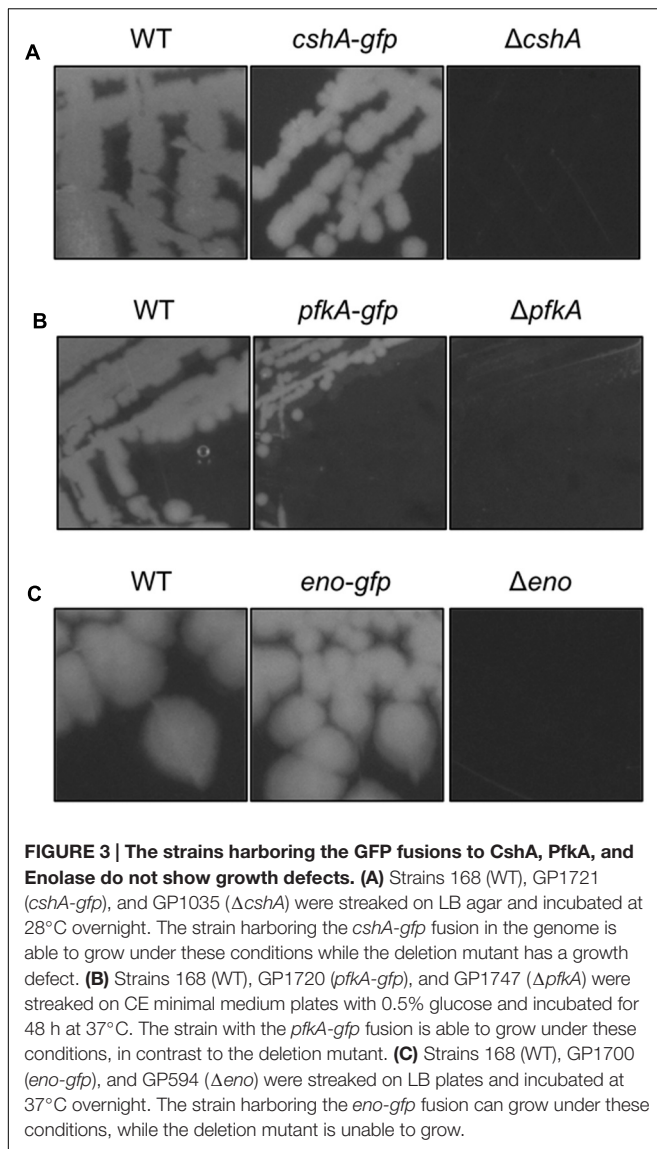 WT cshA-gfp ΔcshA
A
WT pfkA-gfp ΔpfkA
B
WT eno-gfp Δeno
C
FIGURE 3 | The strains harboring the GFP fusions to CshA, PfkA, and
Enolase do not show growth defects. (A) Strains 168 (WT), GP1721
(cshA-gfp), and GP1035 (ΔcshA) were streaked on LB agar and incubated at
28°C overnight. The strain harboring the cshA-gfp fusion in the genome is
able to grow under these conditions while the deletion mutant has a growth
defect. (B) Strains 168 (WT), GP1720 (pfkA-gfp), and GP1747 (ΔpfkA) were
streaked on CE minimal medium plates with 0.5% glucose and incubated for
48 h at 37°C. The strain with the pfkA-gfp fusion is able to grow under these
conditions, in contrast to the deletion mutant. (C) Strains 168 (WT), GP1700
(eno-gfp), and GP594 (Δeno) were streaked on LB plates and incubated at
37°C overnight. The strain harboring the eno-gfp fusion can grow under these
conditions, while the deletion mutant is unable to grow.